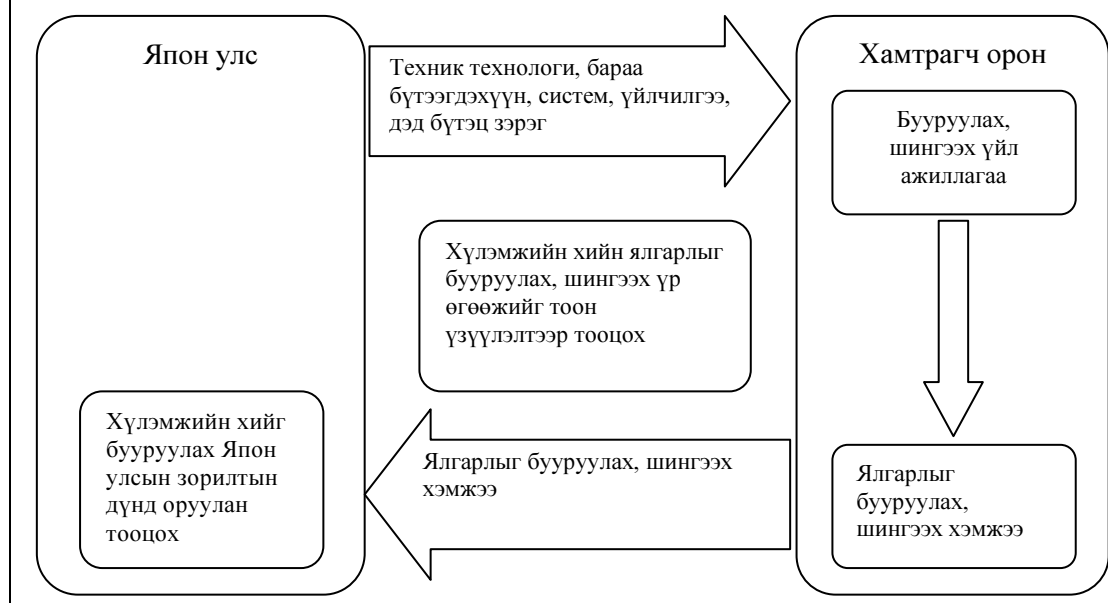 Япон улс
Техник технологи, бараа
бүтээгдэхүүн, систем, үйлчилгээ,
дэд бүтэц зэрэг
Хамтрагч орон
Бууруулах,
шингээх үйл
ажиллагаа
Хүлэмжийн хийн ялгарлыг
бууруулах, шингээх үр
өгөөжийг тоон
үзүүлэлтээр тооцох
Хүлэмжийн хийг
бууруулах Япон
улсын зорилтын
дүнд оруулан
тооцох
Ялгарлыг бууруулах, шингээх
хэмжээ
Ялгарлыг
бууруулах,
шингээх хэмжээ